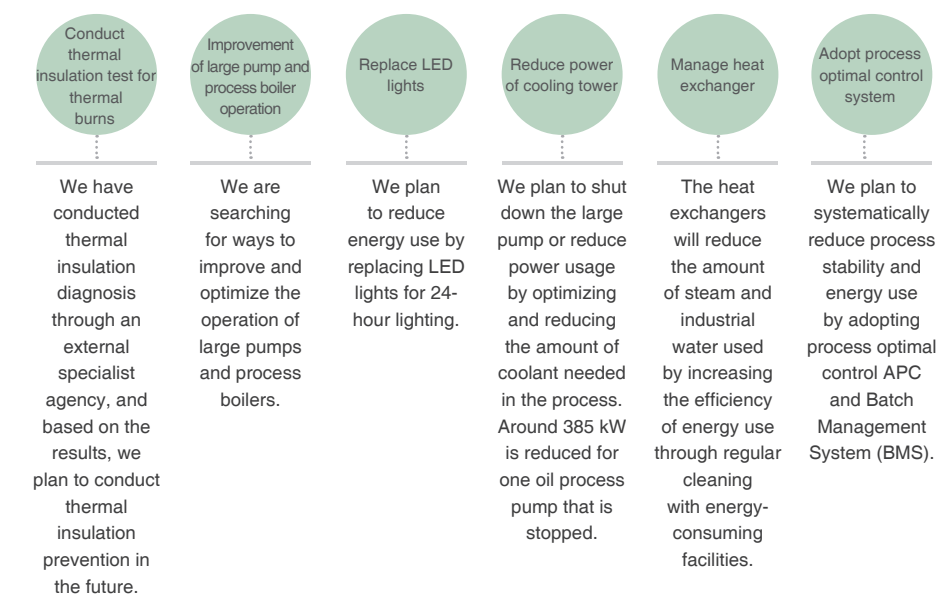 Conduct
thermal
insulation test for
thermal
burns
We have
conducted
thermal
insulation
diagnosis
through an
external
specialist
agency, and
based on the
results, we
plan to conduct
thermal
insulation
prevention in
the future.
Improvement
of large pump and
process boiler
operation
We are
searching
for ways to
improve and
optimize the
operation of
large pumps
and process
boilers.
Replace LED
lights
We plan
to reduce
energy use by
replacing LED
lights for 24-
hour lighting.
Reduce power
of cooling tower
We plan to shut
down the large
pump or reduce
power usage
by optimizing
and reducing
the amount of
coolant needed
in the process.
Around 385 kW
is reduced for
one oil process
pump that is
stopped.
Manage heat
exchanger
The heat
exchangers
will reduce
the amount
of steam and
industrial
water used
by increasing
the efficiency
of energy use
through regular
cleaning
with energy-
consuming
facilities.
Adopt process
optimal control
system
We plan to
systematically
reduce process
stability and
energy use
by adopting
process optimal
control APC
and Batch
Management
System (BMS).